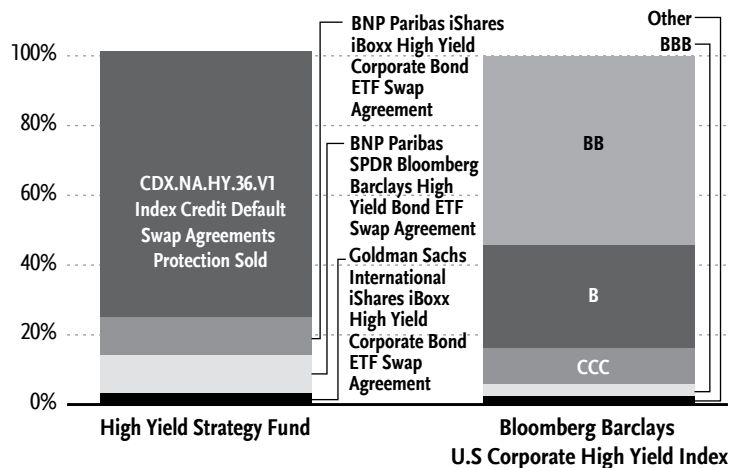 100%
80%
60%
40%
20%
0%
CDX.NA.HY.36.V1
Index Credit Default
Swap Agreements
Protection Sold
BNP Paribas iShares
iBoxx High Yield
Corporate Bond
ETF Swap
Agreement
BNP Paribas
SPDR Bloomberg
Barclays High
Yield Bond ETF
Swap Agreement
Goldman Sachs
International
iShares iBoxx
High Yield
Corporate Bond
ETF Swap
Agreement
Other
BBB
BB
B
CCC
High Yield Strategy Fund
Bloomberg Barclays
U.S Corporate High Yield Index